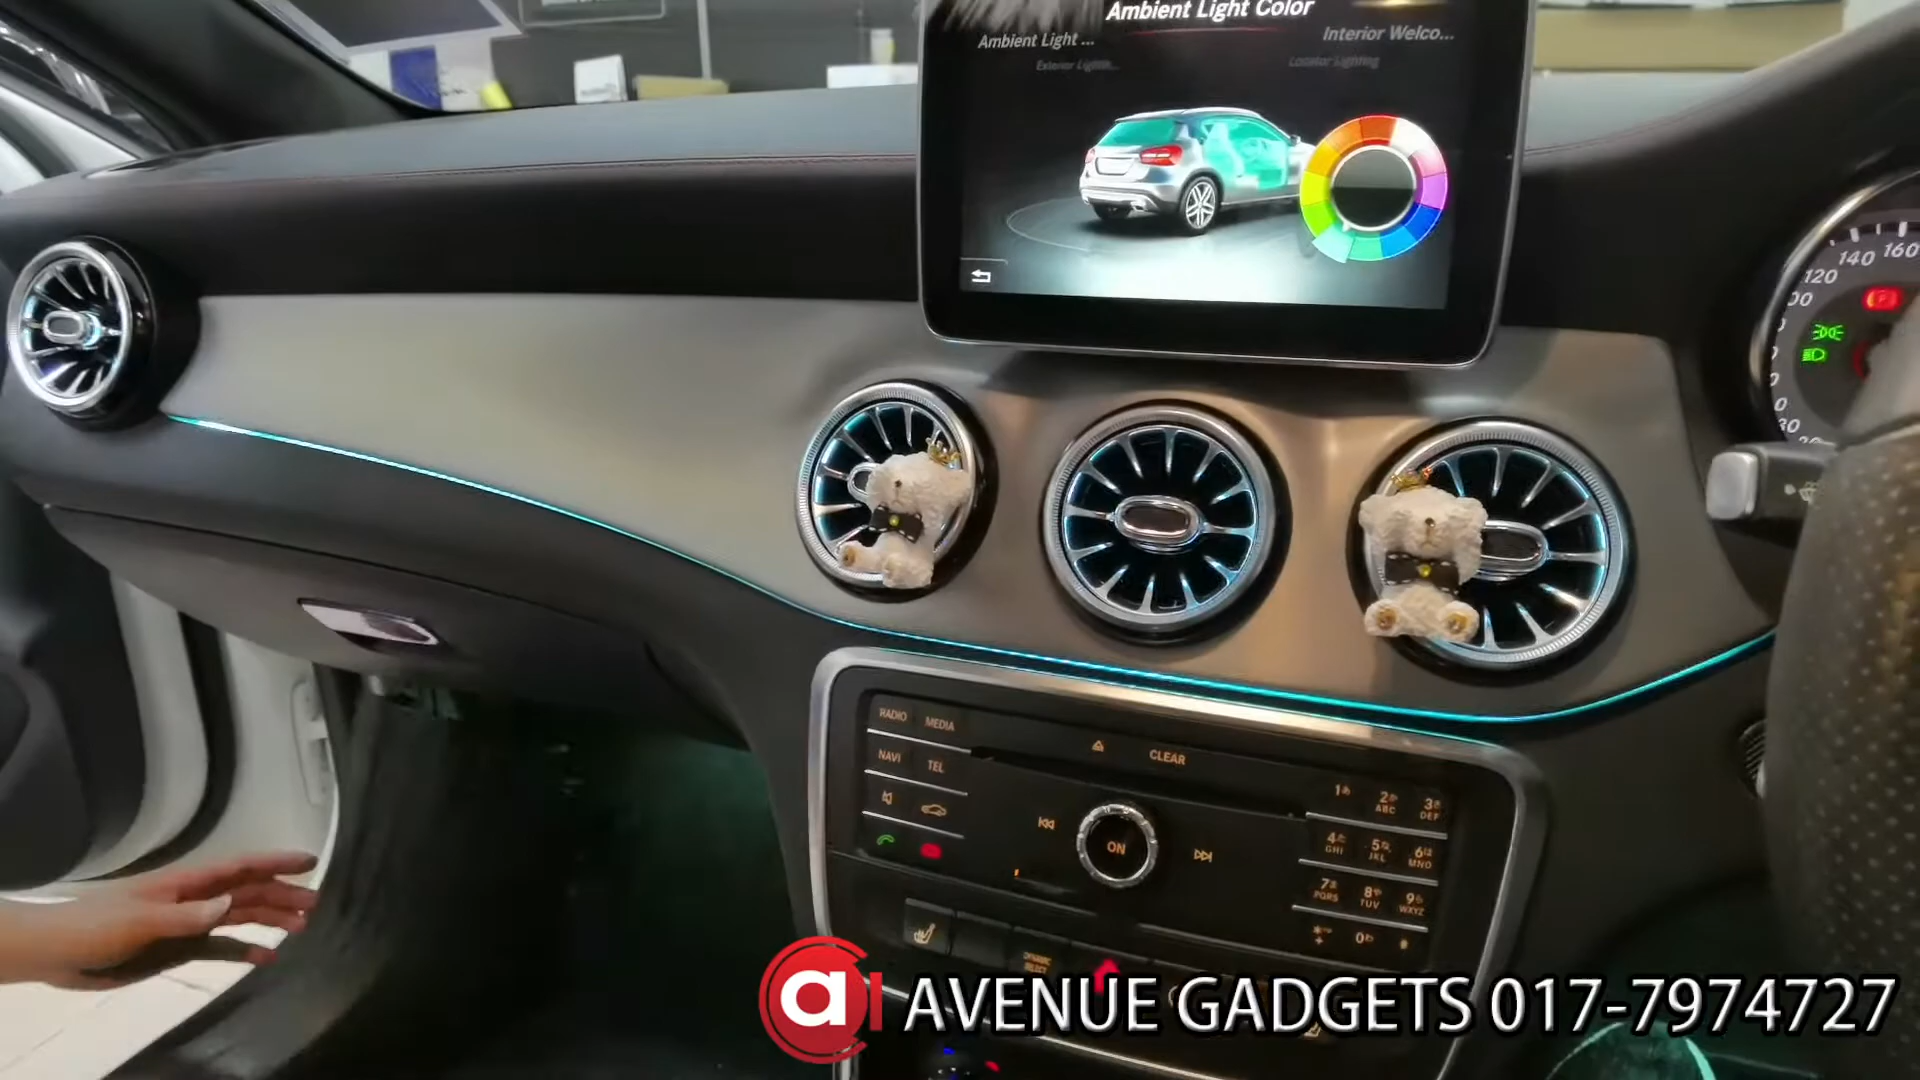 Ambient Light Color
Ambient Light ...
Interior Welco...
Exterior Lightin...
Locator Lighting
120
140
160
RADIO
MEDIA
NAVI
TEL
CLEAR
ON
1
2
ABC
3
DEF
4
GHI
5
JKL
6
MNO
7
PQRS
8
TUV
9
WXYZ
*
+
0
#
DYNAMIC
SELECT
a
AVENUE GADGETS 017-7974727